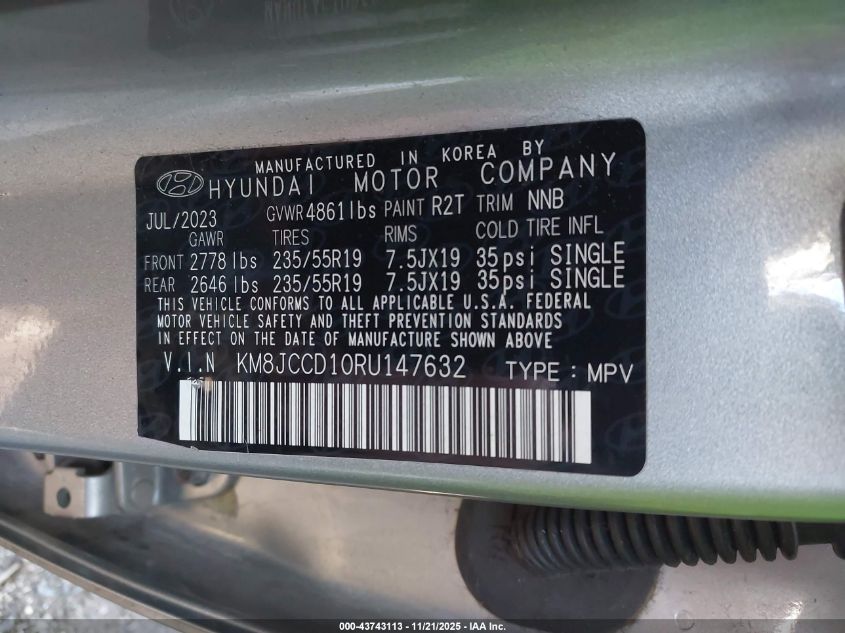 MANUFACTURED IN KOREA BY
HYUNDAI MOTOR COMPANY
JUL/2023 GVWR 4861lbs PAINT R2T TRIM NNB
GAWR TIRES RIMS COLD TIRE INFL
FRONT 2778 lbs 235/55R19 7.5JX19 35psi SINGLE
REAR 2646 lbs 235/55R19 7.5JX19 35psi SINGLE
THIS VEHICLE CONFORMS TO ALL APPLICABLE U.S.A. FEDERAL
MOTOR VEHICLE SAFETY AND THEFT PREVENTION STANDARDS
IN EFFECT ON THE DATE OF MANUFACTURE SHOWN ABOVE
V.I.N KM8JCCD10RU147632 TYPE : MPV
000-43743113 - 11/21/2025 - IAA Inc.